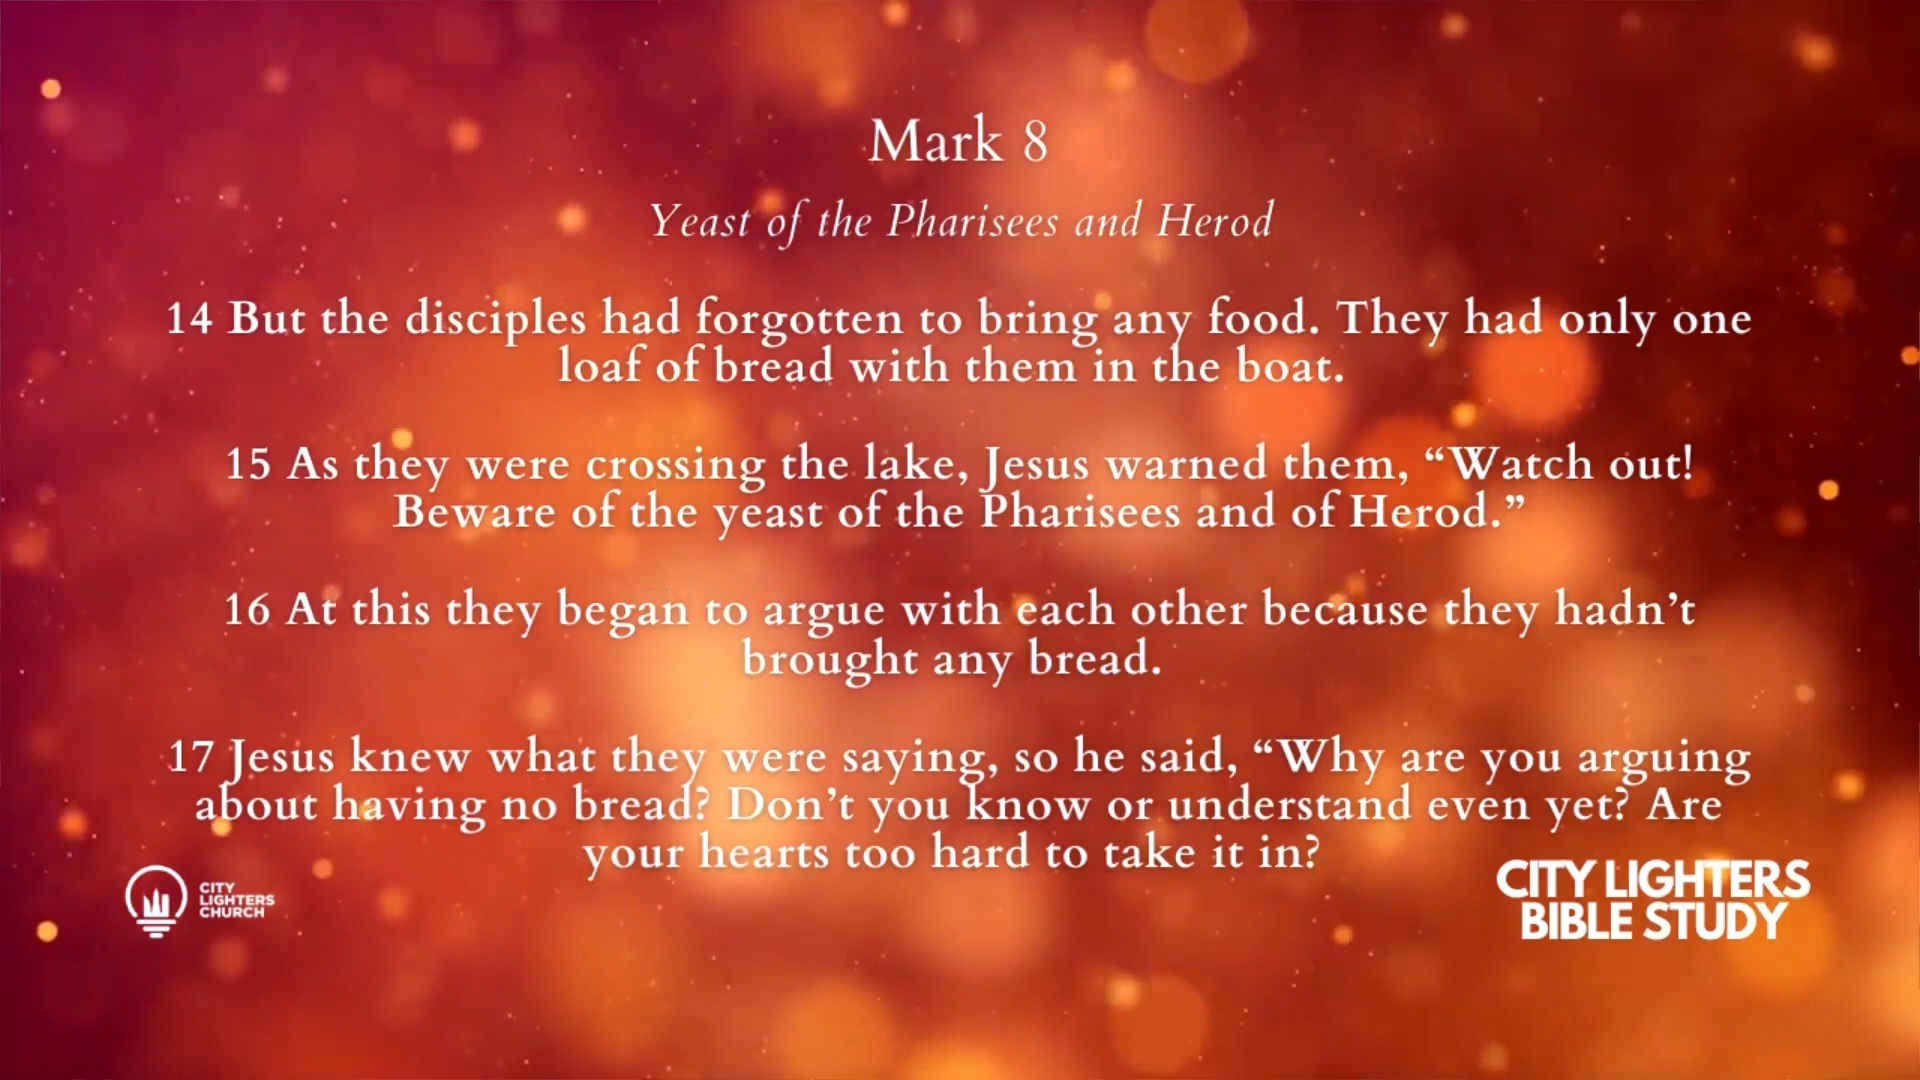 Mark 8
Yeast of the Pharisees and Herod
14 But the disciples had forgotten to bring any food. They had only one
loaf of bread with them in the boat.
15 As they were crossing the lake, Jesus warned them, “Watch out!
Beware of the yeast of the Pharisees and of Herod.”
16 At this they began to argue with each other because they hadn’t
brought any bread.
17 Jesus knew what they were saying, so he said, “Why are you arguing
about having no bread? Don’t you know or understand even yet? Are
your hearts too hard to take it in?
CITY
LIGHTERS
CHURCH
CITY LIGHTERS
BIBLE STUDY